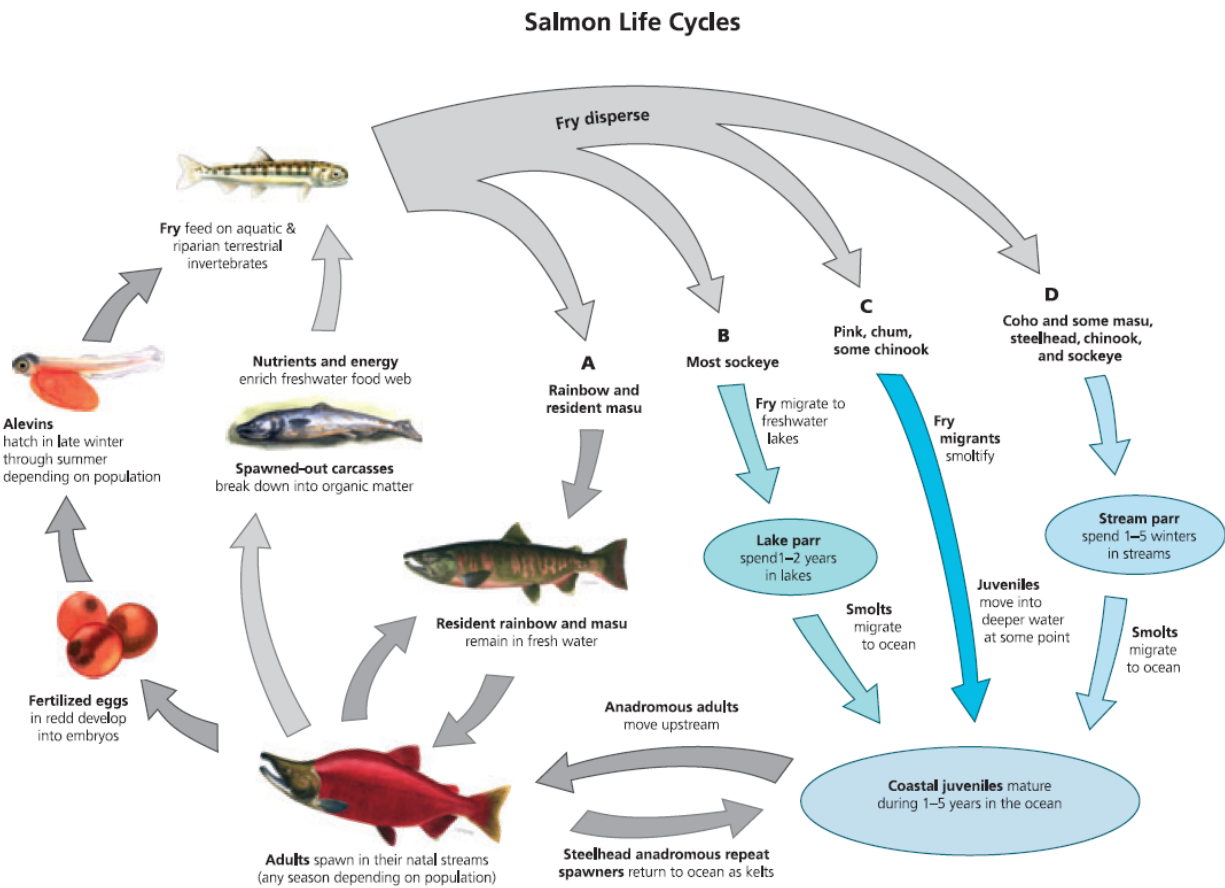 Salmon Life Cycles
Fry disperse
Fry feed on aquatic &
riparian terrestrial
invertebrates
Nutrients and energy
enrich freshwater food web
Spawned–out carcasses
break down into organic matter
Alevins
hatch in late winter
through summer
depending on population
Fertilized eggs
in redd develop
into embryos
Adults spawn in their natal streams
(any season depending on population)
A
Rainbow and
resident masu
Resident rainbow and masu
remain in fresh water
B
Most sockeye
Fry migrate to
freshwater
lakes
Lake parr
spend1–2 years
in lakes
Smolts
migrate
to ocean
C
Pink, chum,
some chinook
Fry
migrants
smoltify
Juveniles
move into
deeper water
at some point
D
Coho and some masu,
steelhead, chinook,
and sockeye
Stream parr
spend 1–5 winters
in streams
Smolts
migrate
to ocean
Anadromous adults
move upstream
Coastal juveniles mature
during 1–5 years in the ocean
Steelhead anadromous repeat
spawners return to ocean as kelts